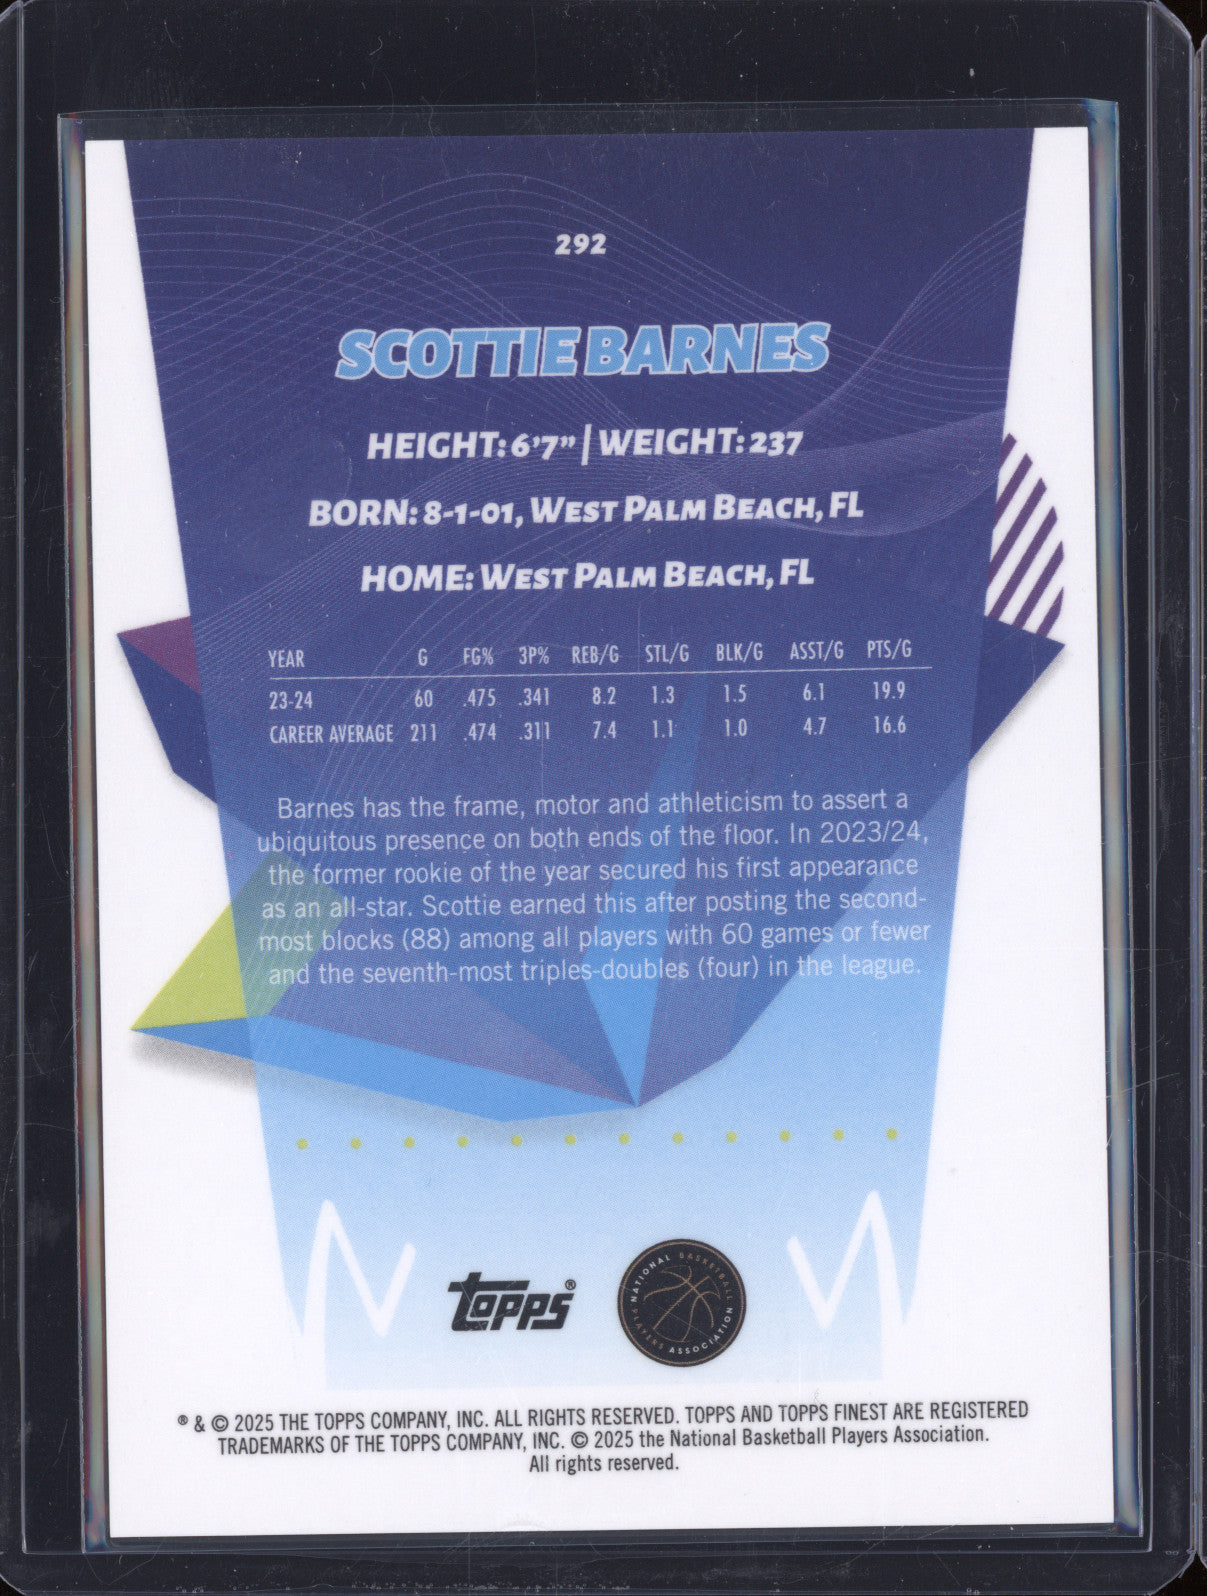 292
SCOTTIE BARNES
HEIGHT: 6'7" | WEIGHT: 237
BORN: 8-1-01, WEST PALM BEACH, FL
HOME: WEST PALM BEACH, FL
YEAR G FG% 3P% REB/G STL/G BLK/G ASST/G PTS/G
23-24 60 .475 .341 8.2 1.3 1.5 6.1 19.9
CAREER AVERAGE 211 .474 .311 7.4 1.1 1.0 4.7 16.6
Barnes has the frame, motor and athleticism to assert a
ubiquitous presence on both ends of the floor. In 2023/24,
the former rookie of the year secured his first appearance
as an all-star. Scottie earned this after posting the second-
most blocks (88) among all players with 60 games or fewer
and the seventh-most triples-doubles (four) in the league.
TOPPS®
NATIONAL BASKETBALL
PLAYERS ASSOCIATION
® & © 2025 THE TOPPS COMPANY, INC. ALL RIGHTS RESERVED. TOPPS AND TOPPS FINEST ARE REGISTERED
TRADEMARKS OF THE TOPPS COMPANY, INC. © 2025 the National Basketball Players Association.
All rights reserved.